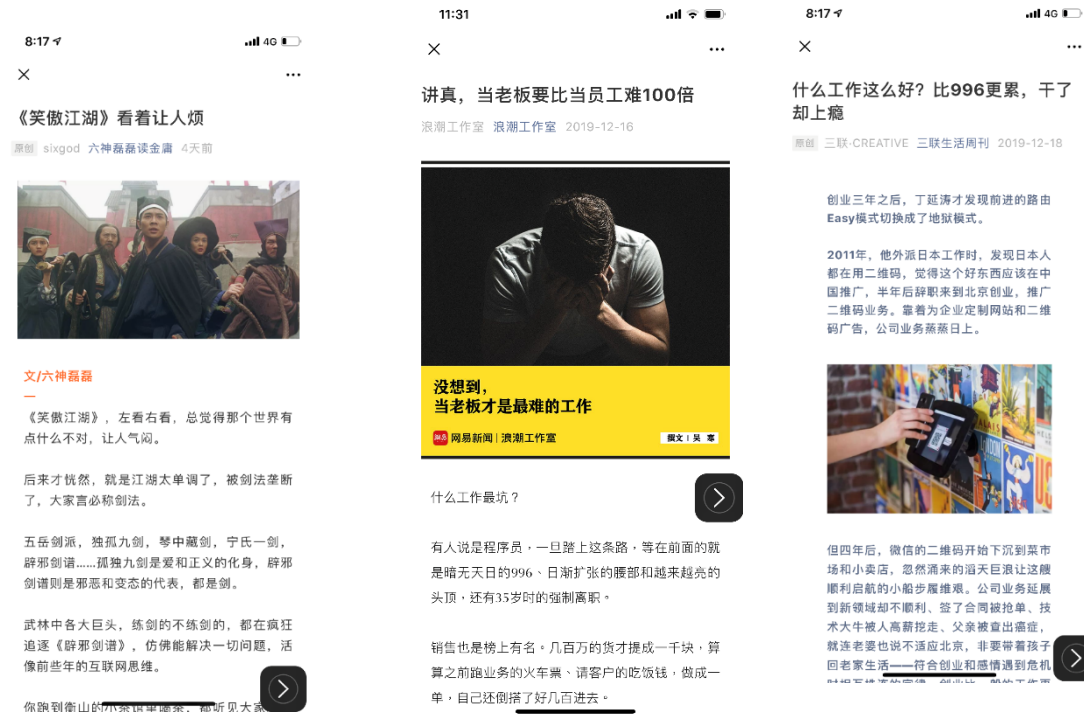 8:17
4G
《笑傲江湖》看着让人烦
原创 sixgod 六神磊磊读金庸 4天前
文/六神磊磊
《笑傲江湖》，左看右看，总觉得那个世界有
点什么不对，让人气闷。
后来才恍然，就是江湖太单调了，被剑法垄断
了，大家言必称剑法。
五岳剑派，独孤九剑，琴中藏剑，宁氏一剑，
辟邪剑谱……孤独九剑是爱和正义的化身，辟邪
剑谱则是邪恶和变态的代表，都是剑。
武林中各大巨头，练剑的不练剑的，都在疯狂
追逐《辟邪剑谱》，仿佛能解决一切问题，活
像前些年的互联网思维。
你跑到衡山的小茶馆里喝茶，都听见大家
11:31
讲真，当老板要比当员工难100倍
浪潮工作室 浪潮工作室 2019-12-16
没想到，
当老板才是最难的工作
网易 网易新闻 | 浪潮工作室
撰文 | 吴 寒
什么工作最坑？
有人说是程序员，一旦踏上这条路，等在前面的就
是暗无天日的996、日渐扩张的腰部和越来越亮的
头顶，还有35岁时的强制离职。
销售也是榜上有名。几百万的货才提成一千块，算
算之前跑业务的火车票、请客户的吃饭钱，做成一
单，自己还倒搭了好几百进去。
8:17
4G
什么工作这么好？比996更累，干了
却上瘾
原创 三联·CREATIVE 三联生活周刊 2019-12-18
创业三年之后，丁延涛才发现前进的路由
Easy模式切换成了地狱模式。
2011年，他外派日本工作时，发现日本人
都在用二维码，觉得这个好东西应该在中
国推广，半年后辞职来到北京创业，推广
二维码业务。靠着为企业定制网站和二维
码广告，公司业务蒸蒸日上。
LONDON
但四年后，微信的二维码开始下沉到菜市
场和小卖店，忽然涌来的滔天巨浪让这艘
顺利启航的小船步履维艰。公司业务延展
到新领域却不顺利、签了合同被抢单、技
术大牛被人高薪挖走、父亲被查出癌症，
就连老婆也说不适应北京，非要带着孩子
回老家生活——符合创业和感情遇到危机